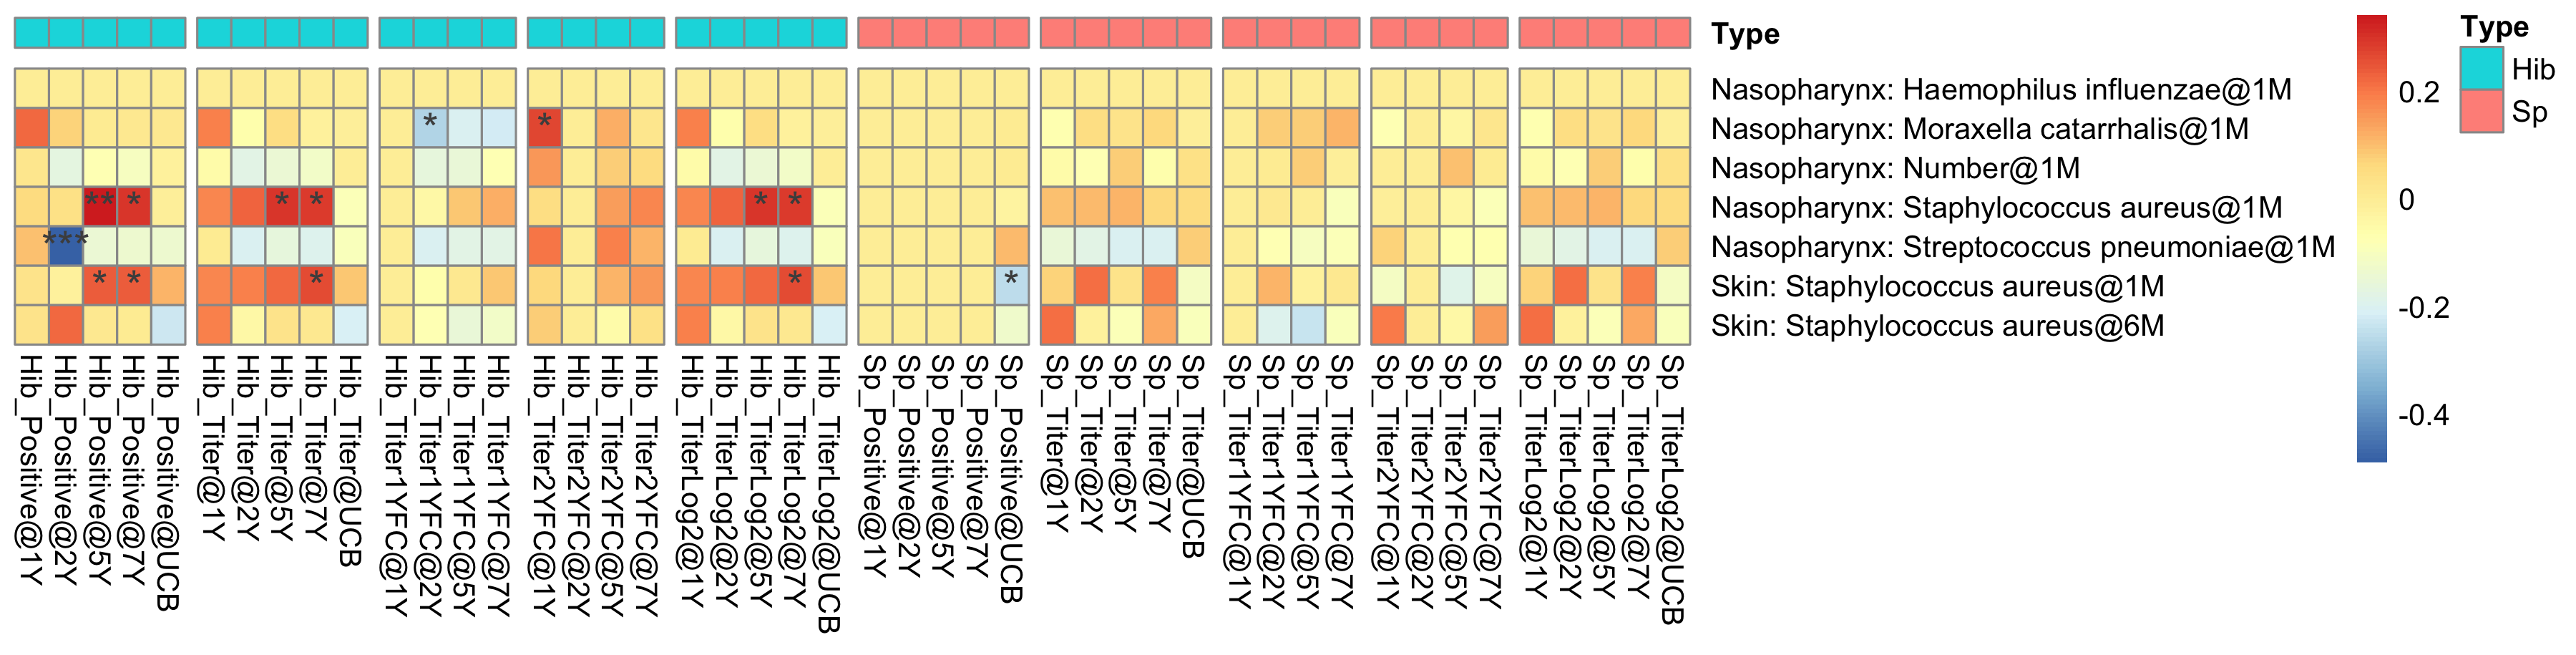 Type
Nasopharynx: Haemophilus influenzae@1M
Nasopharynx: Moraxella catarrhalis@1M
Nasopharynx: Number@1M
Nasopharynx: Staphylococcus aureus@1M
Nasopharynx: Streptococcus pneumoniae@1M
Skin: Staphylococcus aureus@1M
Skin: Staphylococcus aureus@6M
*
*
**
*
*
*
*
*
***
*
*
*
*
*
Hib_Positive@1Y
Hib_Positive@2Y
Hib_Positive@5Y
Hib_Positive@7Y
Hib_Positive@UCB
Hib_Titer@1Y
Hib_Titer@2Y
Hib_Titer@5Y
Hib_Titer@7Y
Hib_Titer@UCB
Hib_Titer1YFC@1Y
Hib_Titer1YFC@2Y
Hib_Titer1YFC@5Y
Hib_Titer1YFC@7Y
Hib_Titer2YFC@1Y
Hib_Titer2YFC@2Y
Hib_Titer2YFC@5Y
Hib_Titer2YFC@7Y
Hib_TiterLog2@1Y
Hib_TiterLog2@2Y
Hib_TiterLog2@5Y
Hib_TiterLog2@7Y
Hib_TiterLog2@UCB
Sp_Positive@1Y
Sp_Positive@2Y
Sp_Positive@5Y
Sp_Positive@7Y
Sp_Positive@UCB
Sp_Titer@1Y
Sp_Titer@2Y
Sp_Titer@5Y
Sp_Titer@7Y
Sp_Titer@UCB
Sp_Titer1YFC@1Y
Sp_Titer1YFC@2Y
Sp_Titer1YFC@5Y
Sp_Titer1YFC@7Y
Sp_Titer2YFC@1Y
Sp_Titer2YFC@2Y
Sp_Titer2YFC@5Y
Sp_Titer2YFC@7Y
Sp_TiterLog2@1Y
Sp_TiterLog2@2Y
Sp_TiterLog2@5Y
Sp_TiterLog2@7Y
Sp_TiterLog2@UCB
0.2
0
-0.2
-0.4
Type
Hib
Sp